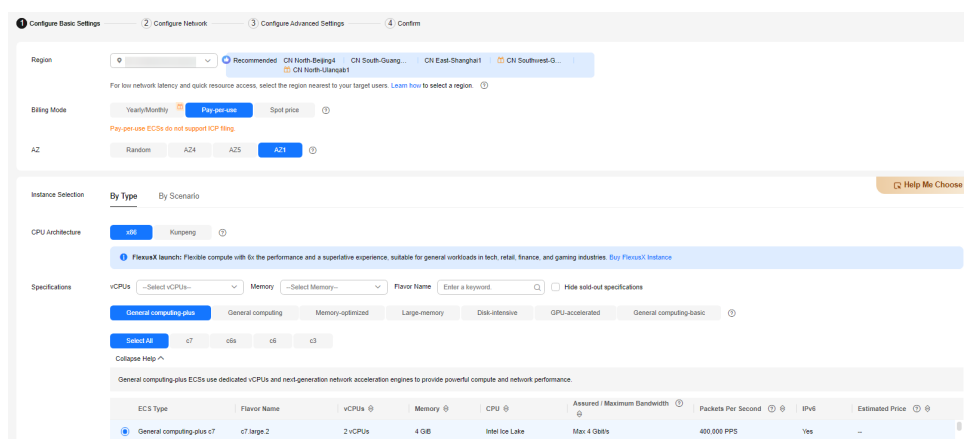 1 Configure Basic Settings 2 Configure Network 3 Configure Advanced Settings 4 Confirm
Region Recommended CN North-Beijing4 CN South-Guang... CN East-Shanghai1 CN Southwest-G...
CN North-Ulanqab1
For low network latency and quick resource access, select the region nearest to your target users. Learn how to select a region.
Billing Mode Yearly/Monthly Pay-per-use Spot price
Pay-per-use ECSs do not support ICP filing.
AZ Random AZ4 AZ5 AZ1
Help Me Choose
Instance Selection By Type By Scenario
CPU Architecture x86 Kunpeng
FlexusX launch: Flexible compute with 6x the performance and a superlative experience, suitable for general workloads in tech, retail, finance, and gaming industries. Buy FlexusX Instance
Specifications vCPUs --Select vCPUs-- Memory --Select Memory-- Flavor Name Enter a keyword. Hide sold-out specifications
General computing-plus General computing Memory-optimized Large-memory Disk-intensive GPU-accelerated General computing-basic
Select All c7 c6s c6 c3
Collapse Help
General computing-plus ECSs use dedicated vCPUs and next-generation network acceleration engines to provide powerful compute and network performance.
ECS Type Flavor Name vCPUs Memory CPU Assured / Maximum Bandwidth Packets Per Second IPv6 Estimated Price
General computing-plus c7 c7.large.2 2 vCPUs 4 GiB Intel Ice Lake Max 4 Gbit/s 400,000 PPS Yes --